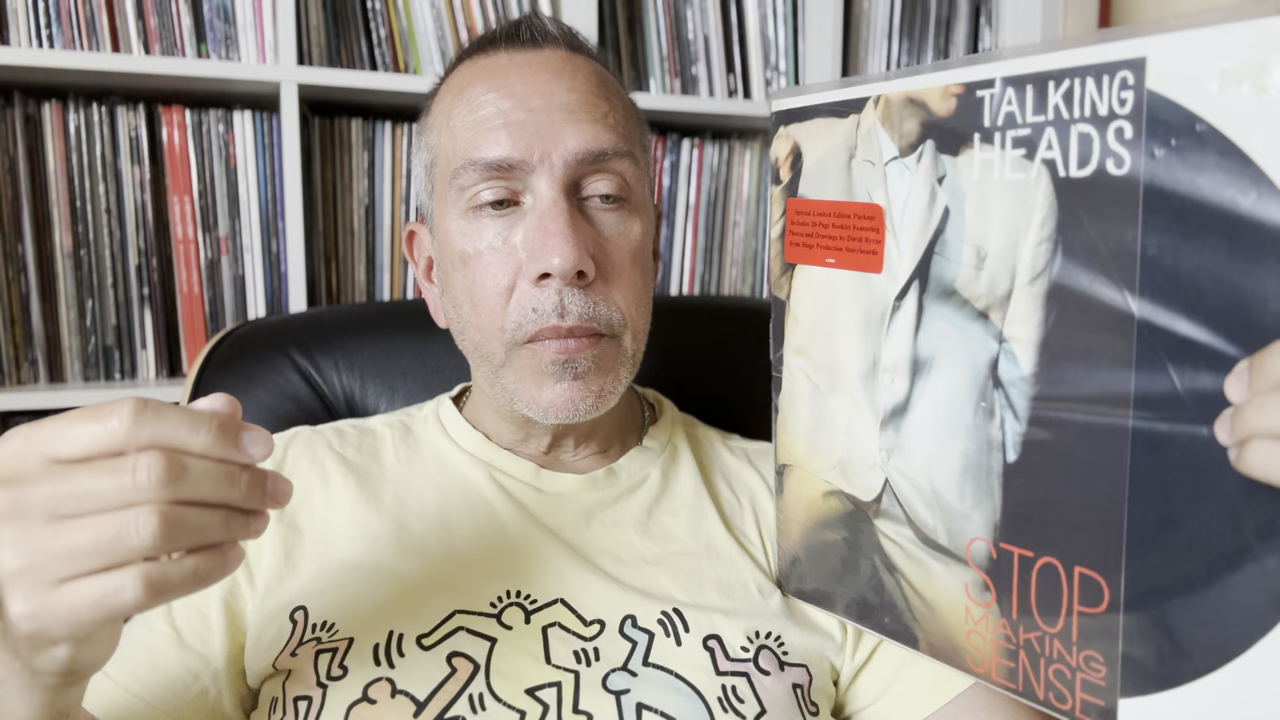 TALKING
HEADS
Special Limited Edition Package
Includes 20-Page Booklet Featuring
Photos and Drawings by David Byrne
from Stage Production Storyboards
STOP
MAKING
SENSE